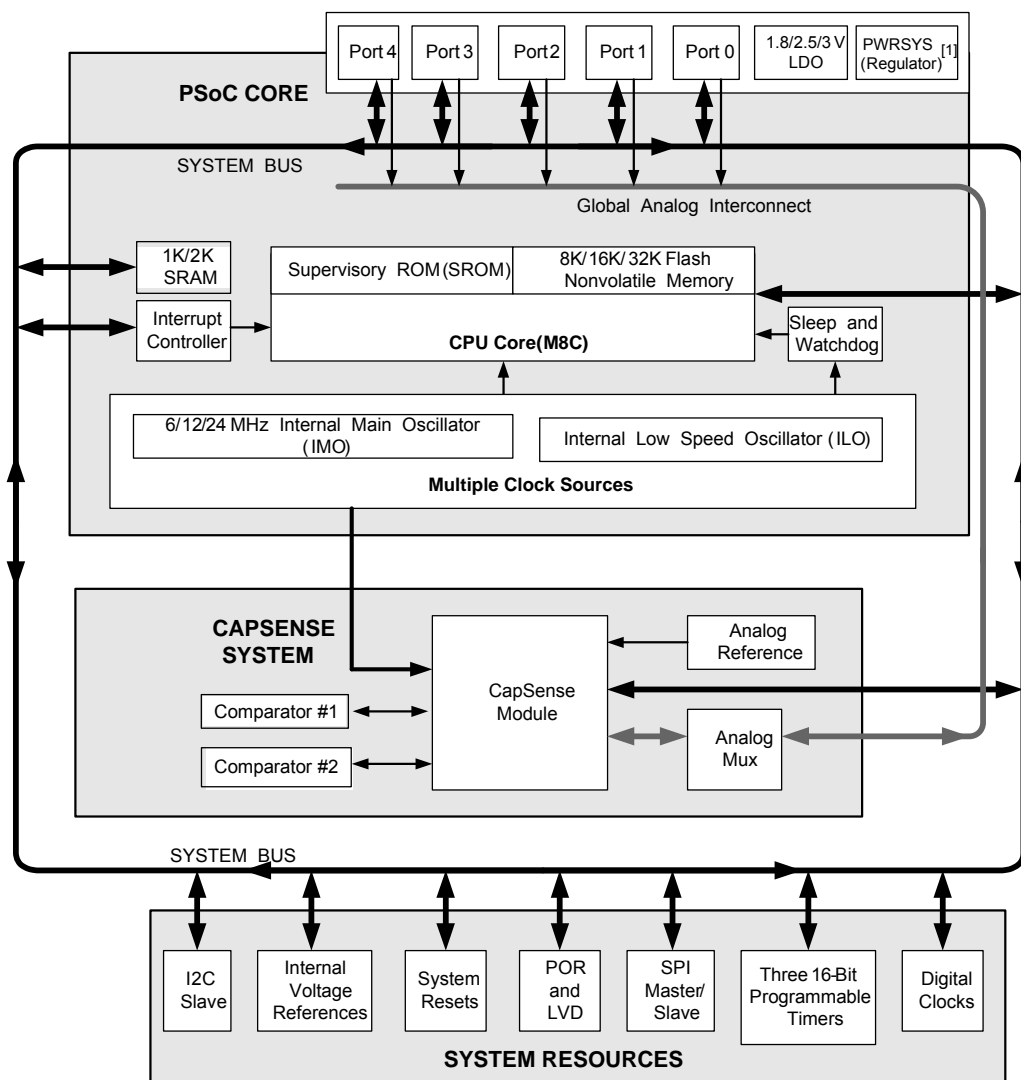 Port 4
Port 3
Port 2
Port 1
Port 0
1.8/2.5/3 V
LDO
PWRSYS [1]
(Regulator)
PSoC CORE
SYSTEM BUS
Global Analog Interconnect
1K/2K
SRAM
Supervisory ROM (SROM)
8K/16K/32K Flash
Nonvolatile Memory
Interrupt
Controller
CPU Core(M8C)
Sleep and
Watchdog
6/12/24 MHz Internal Main Oscillator
(IMO)
Internal Low Speed Oscillator (ILO)
Multiple Clock Sources
CAPSENSE
SYSTEM
CapSense
Module
Analog
Reference
Comparator #1
Comparator #2
Analog
Mux
SYSTEM BUS
I2C
Slave
Internal
Voltage
References
System
Resets
POR
and
LVD
SPI
Master/
Slave
Three 16-Bit
Programmable
Timers
Digital
Clocks
SYSTEM RESOURCES